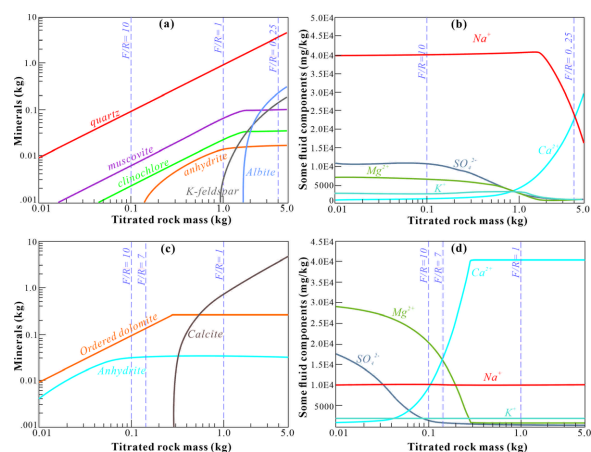 (a)
Minerals (kg)
10
1.0
0.10
0.01
.001
F/R= 10
F/R= 1
F/R= 0. 25
quartz
muscovite
clinochlore
anhydrite
K-feldspar
Albite
0.01
0.1
1.0
5.0
Titrated rock mass (kg)
(b)
Some fluid components (mg/kg)
5.0E4
4.0E4
3.5E4
3.0E4
2.5E4
2.0E4
1.5E4
1.0E4
5000
0
F/R=10
F/R= 0. 25
Na⁺
Ca²⁺
SO₄²⁻
Mg²⁺
K⁺
0.01
0.10
1.0
5.0
Titrated rock mass (kg)
(c)
Minerals (kg)
10
1.0
0.1
0.01
.001
F/R= 10
F/R= 7
F/R= 1
Ordered dolomite
Anhydrite
Calcite
0.01
0.10
1.0
5.0
Titrated rock mass (kg)
(d)
Some fluid components (mg/kg)
4.5E4
4.0E4
3.5E4
3.0E4
2.5E4
2.0E4
1.5E4
1.0E4
5000
F/R=10
F/R= 7
F/R= 1
Ca²⁺
Mg²⁺
SO₄²⁻
Na⁺
K⁺
0.01
0.1
1.0
5.0
Titrated rock mass (kg)